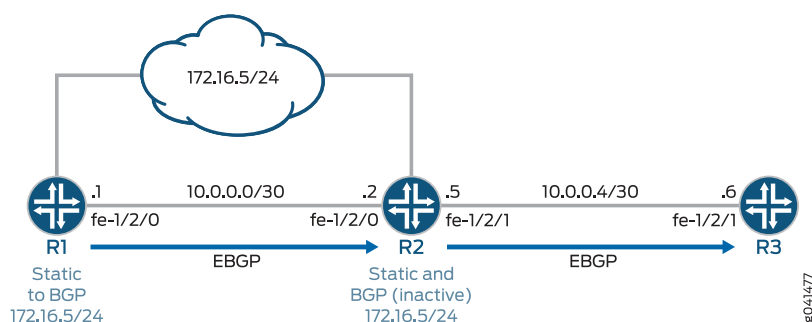 172.16.5/24
.1 10.0.0.0/30 .2 .5 10.0.0.4/30 .6
fe-1/2/0 fe-1/2/0 fe-1/2/1 fe-1/2/1
R1 R2 R3
EBGP EBGP
Static
to BGP
172.16.5/24
Static and
BGP (inactive)
172.16.5/24
g041477